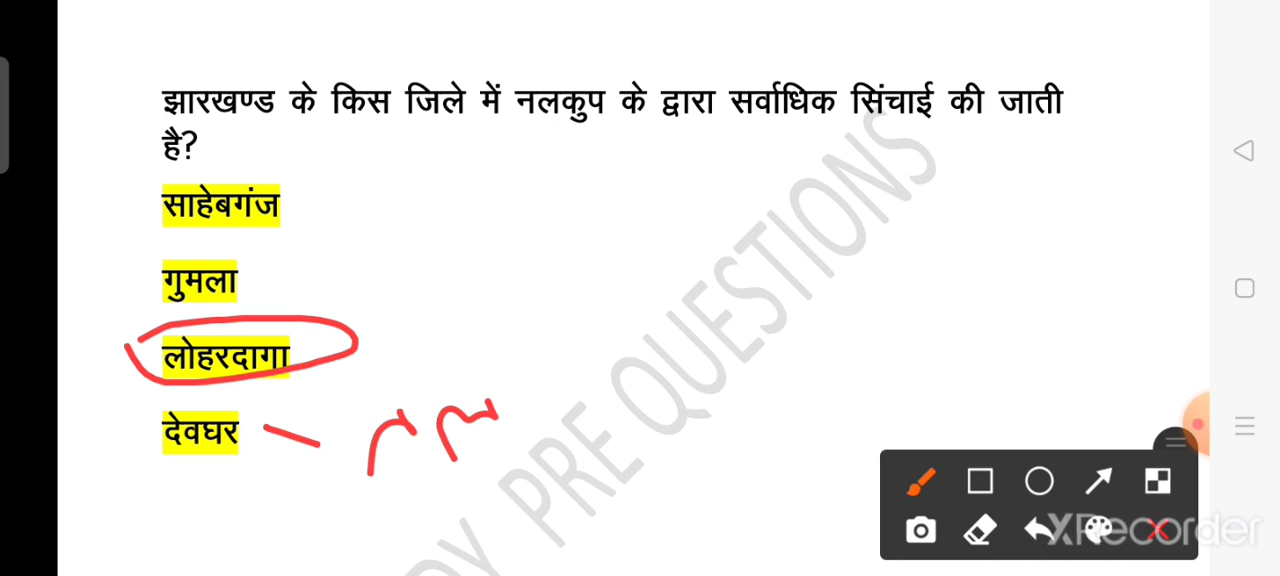 झारखण्ड के किस जिले में नलकुप के द्वारा सर्वाधिक सिंचाई की जाती
है?
साहेबगंज
गुमला
लोहरदागा
देवघर
DY PRE QUESTIONS
XRecorder